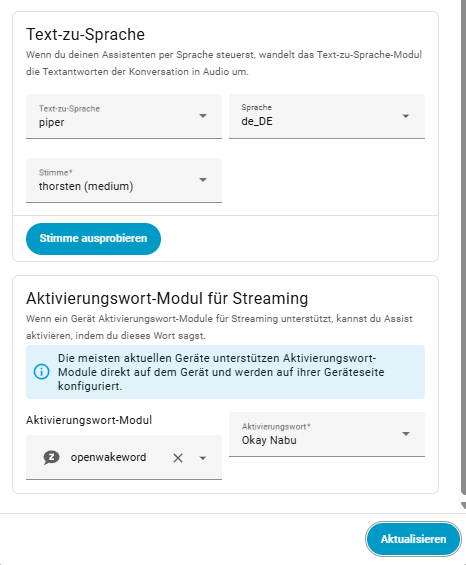 Text-zu-Sprache
Wenn du deinen Assistenten per Sprache steuerst, wandelt das Text-zu-Sprache-Modul
die Textantworten der Konversation in Audio um.
Text-zu-Sprache
piper
Sprache
de_DE
Stimme*
thorsten (medium)
Stimme ausprobieren
Aktivierungswort-Modul für Streaming
Wenn ein Gerät Aktivierungswort-Module für Streaming unterstützt, kannst du Assist
aktivieren, indem du dieses Wort sagst.
Die meisten aktuellen Geräte unterstützen Aktivierungswort-
Module direkt auf dem Gerät und werden auf ihrer Geräteseite
konfiguriert.
Aktivierungswort-Modul
openwakeword
Aktivierungswort*
Okay Nabu
Aktualisieren